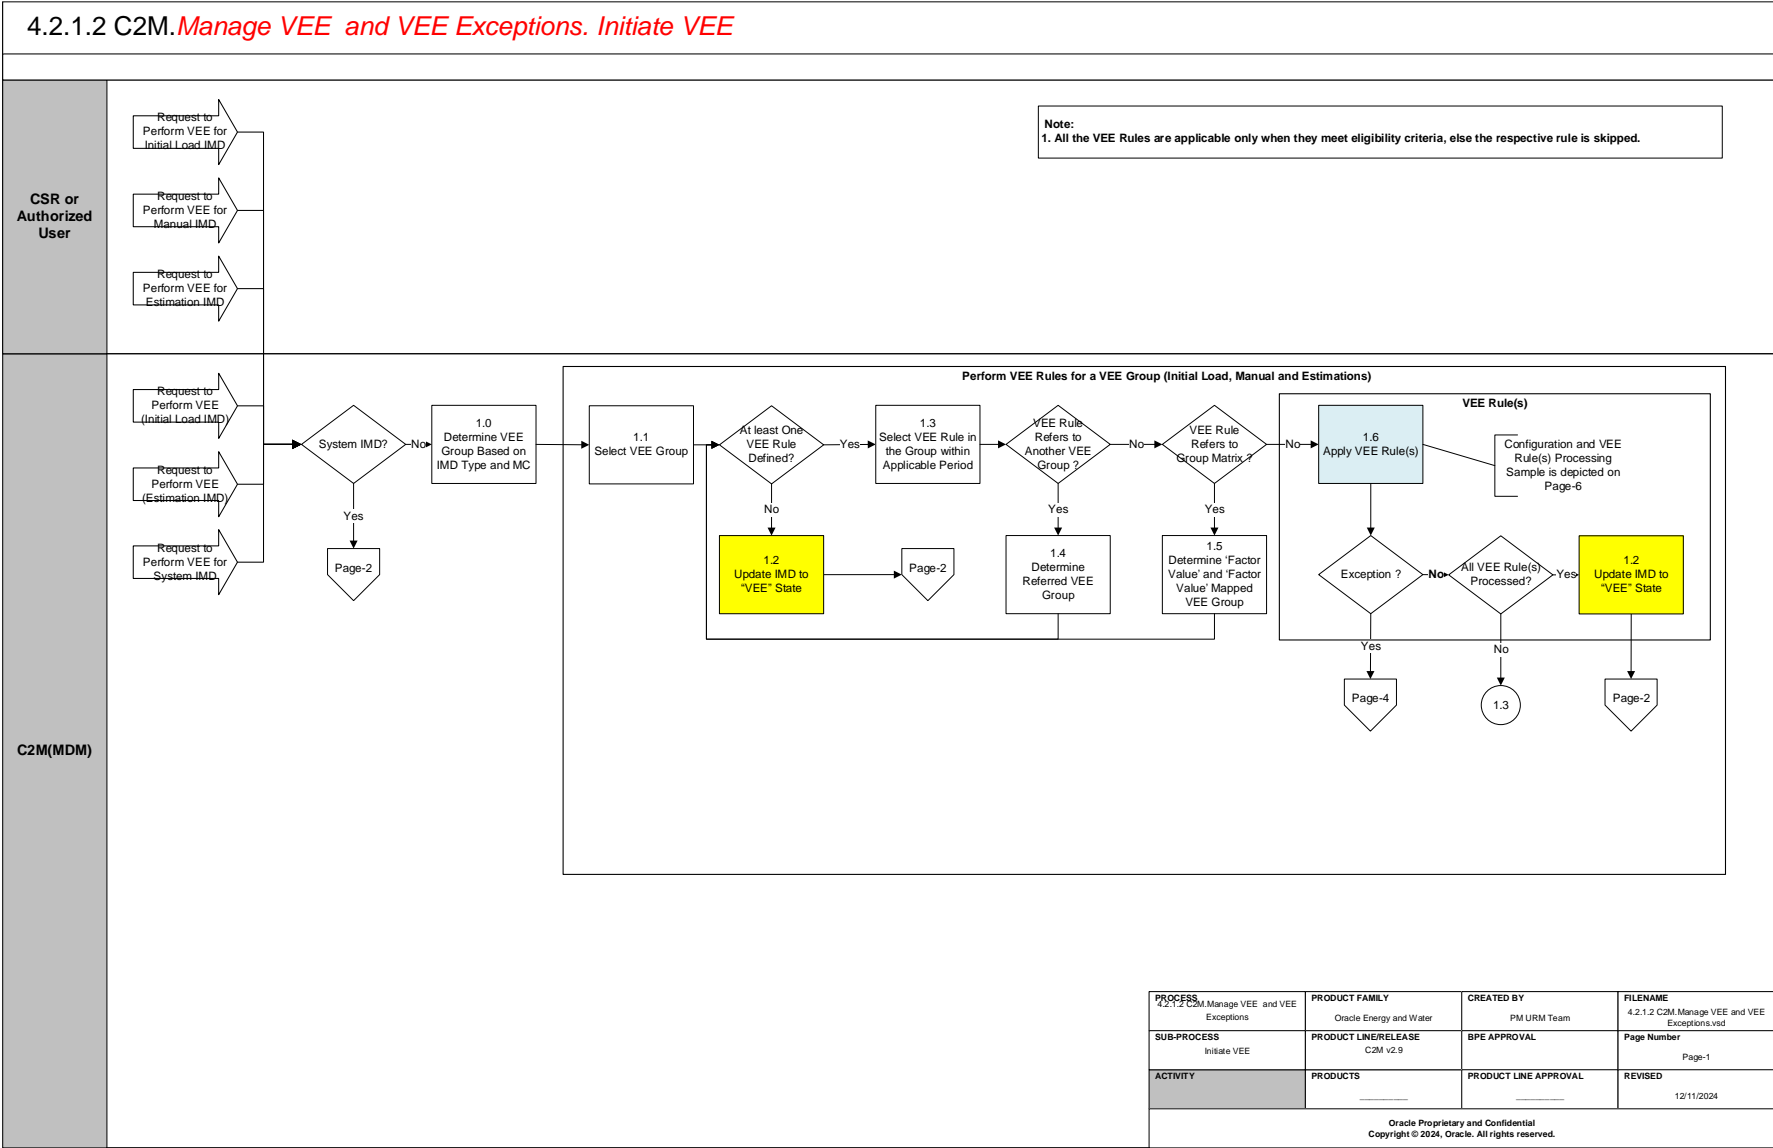 4.2.1.2 C2M.Manage VEE and VEE Exceptions. Initiate VEE
CSR or
Authorized
User
Request to
Perform VEE for
Initial Load IMD
Request to
Perform VEE for
Manual IMD
Request to
Perform VEE for
Estimation IMD
Note:
1. All the VEE Rules are applicable only when they meet eligibility criteria, else the respective rule is skipped.
C2M(MDM)
Request to
Perform VEE
(Initial Load IMD)
Request to
Perform VEE
(Estimation IMD)
Request to
Perform VEE for
System IMD
System IMD?
No
Yes
Page-2
1.0
Determine VEE
Group Based on
IMD Type and MC
Perform VEE Rules for a VEE Group (Initial Load, Manual and Estimations)
1.1
Select VEE Group
At least One
VEE Rule
Defined?
Yes
No
1.2
Update IMD to
“VEE” State
Page-2
1.3
Select VEE Rule in
the Group within
Applicable Period
VEE Rule
Refers to
Another VEE
Group ?
No
Yes
1.4
Determine
Referred VEE
Group
VEE Rule
Refers to
Group Matrix ?
No
Yes
1.5
Determine ‘Factor
Value’ and ‘Factor
Value’ Mapped
VEE Group
VEE Rule(s)
1.6
Apply VEE Rule(s)
Configuration and VEE
Rule(s) Processing
Sample is depicted on
Page-6
Exception ?
No
Yes
Page-4
All VEE Rule(s)
Processed?
Yes
No
1.3
1.2
Update IMD to
“VEE” State
Page-2
PROCESS
4.2.1.2 C2M.Manage VEE and VEE
Exceptions
PRODUCT FAMILY
Oracle Energy and Water
CREATED BY
PM URM Team
FILENAME
4.2.1.2 C2M.Manage VEE and VEE
Exceptions.vsd
SUB-PROCESS
Initiate VEE
PRODUCT LINE/RELEASE
C2M v2.9
BPE APPROVAL
Page Number
Page-1
ACTIVITY
PRODUCTS
PRODUCT LINE APPROVAL
REVISED
12/11/2024
Oracle Proprietary and Confidential
Copyright © 2024, Oracle. All rights reserved.